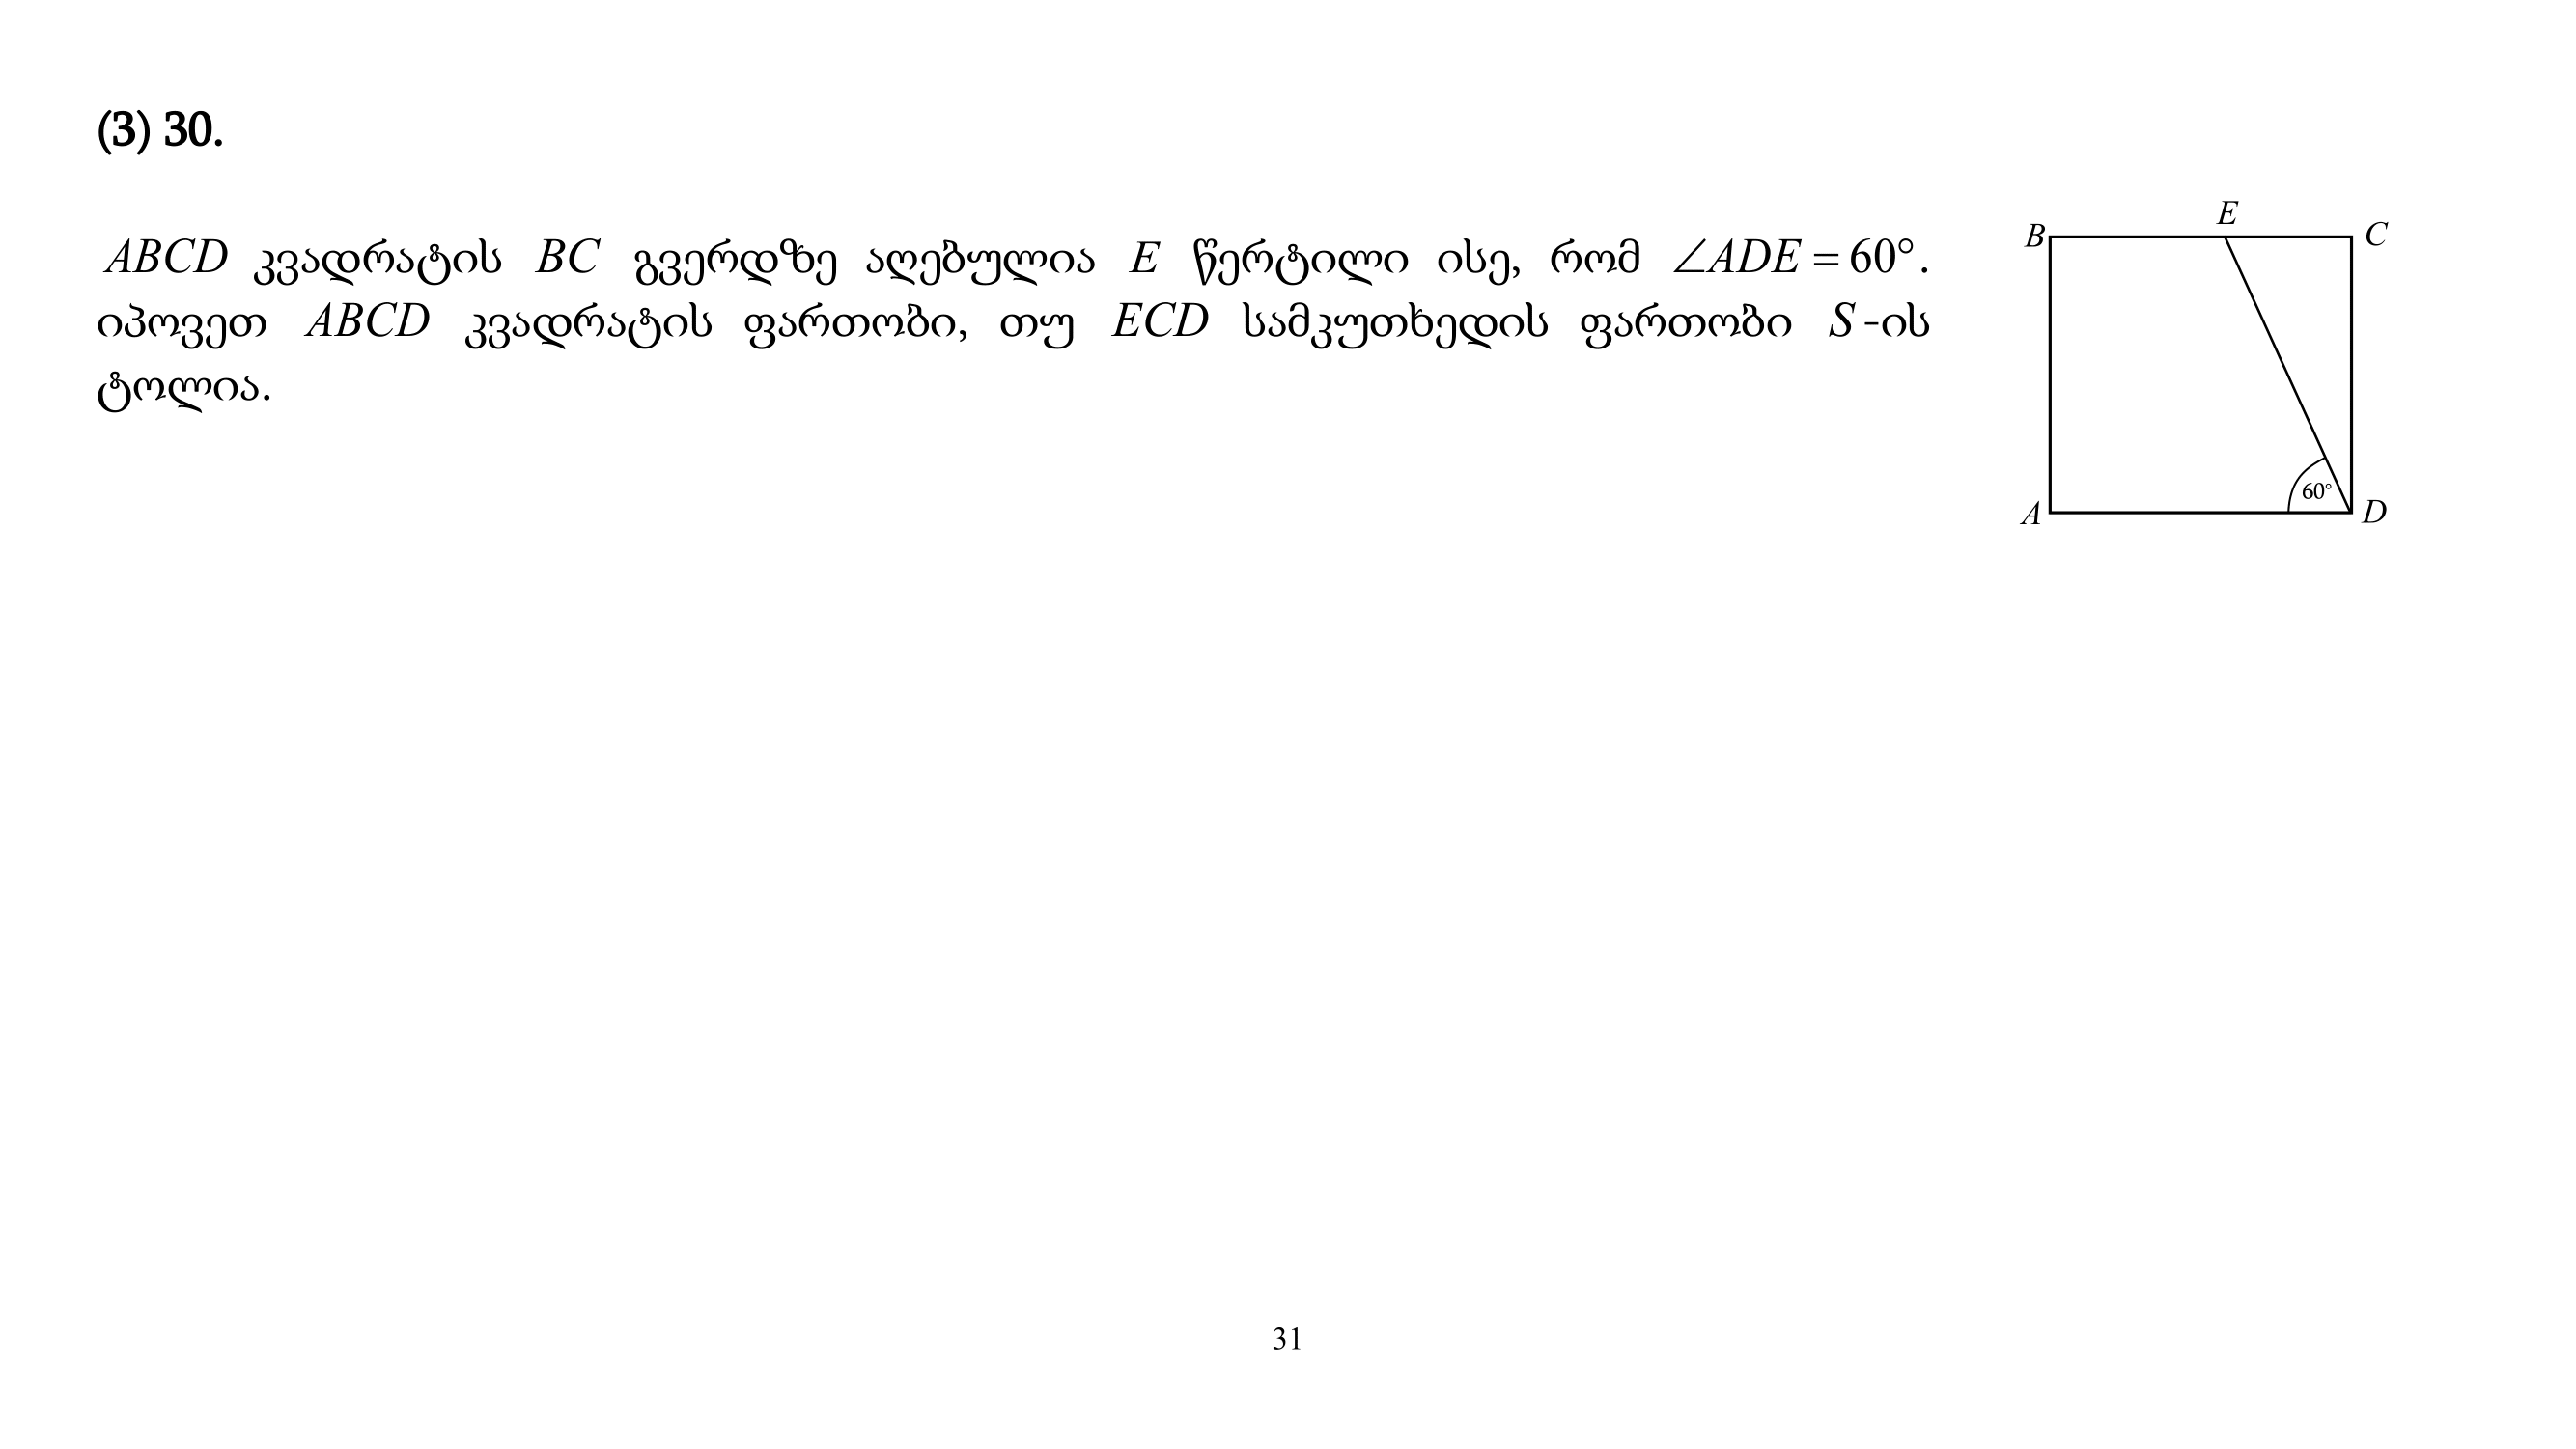 (3) 30.
ABCD კვადრატის BC გვერდზე აღებულია E წერტილი ისე, რომ ∠ADE = 60°.
იპოვეთ ABCD კვადრატის ფართობი, თუ ECD სამკუთხედის ფართობი S-ის
ტოლია.
E
B
C
60°
A
D
31